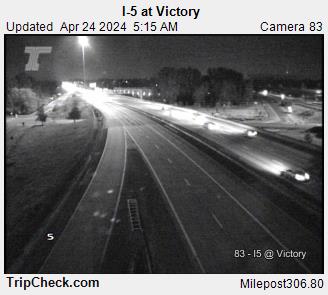 I-5 at Victory
Updated Apr 24 2024 5:15 AM Camera 83
T
S
83 - I5 @ Victory
TripCheck.com Milepost306.80